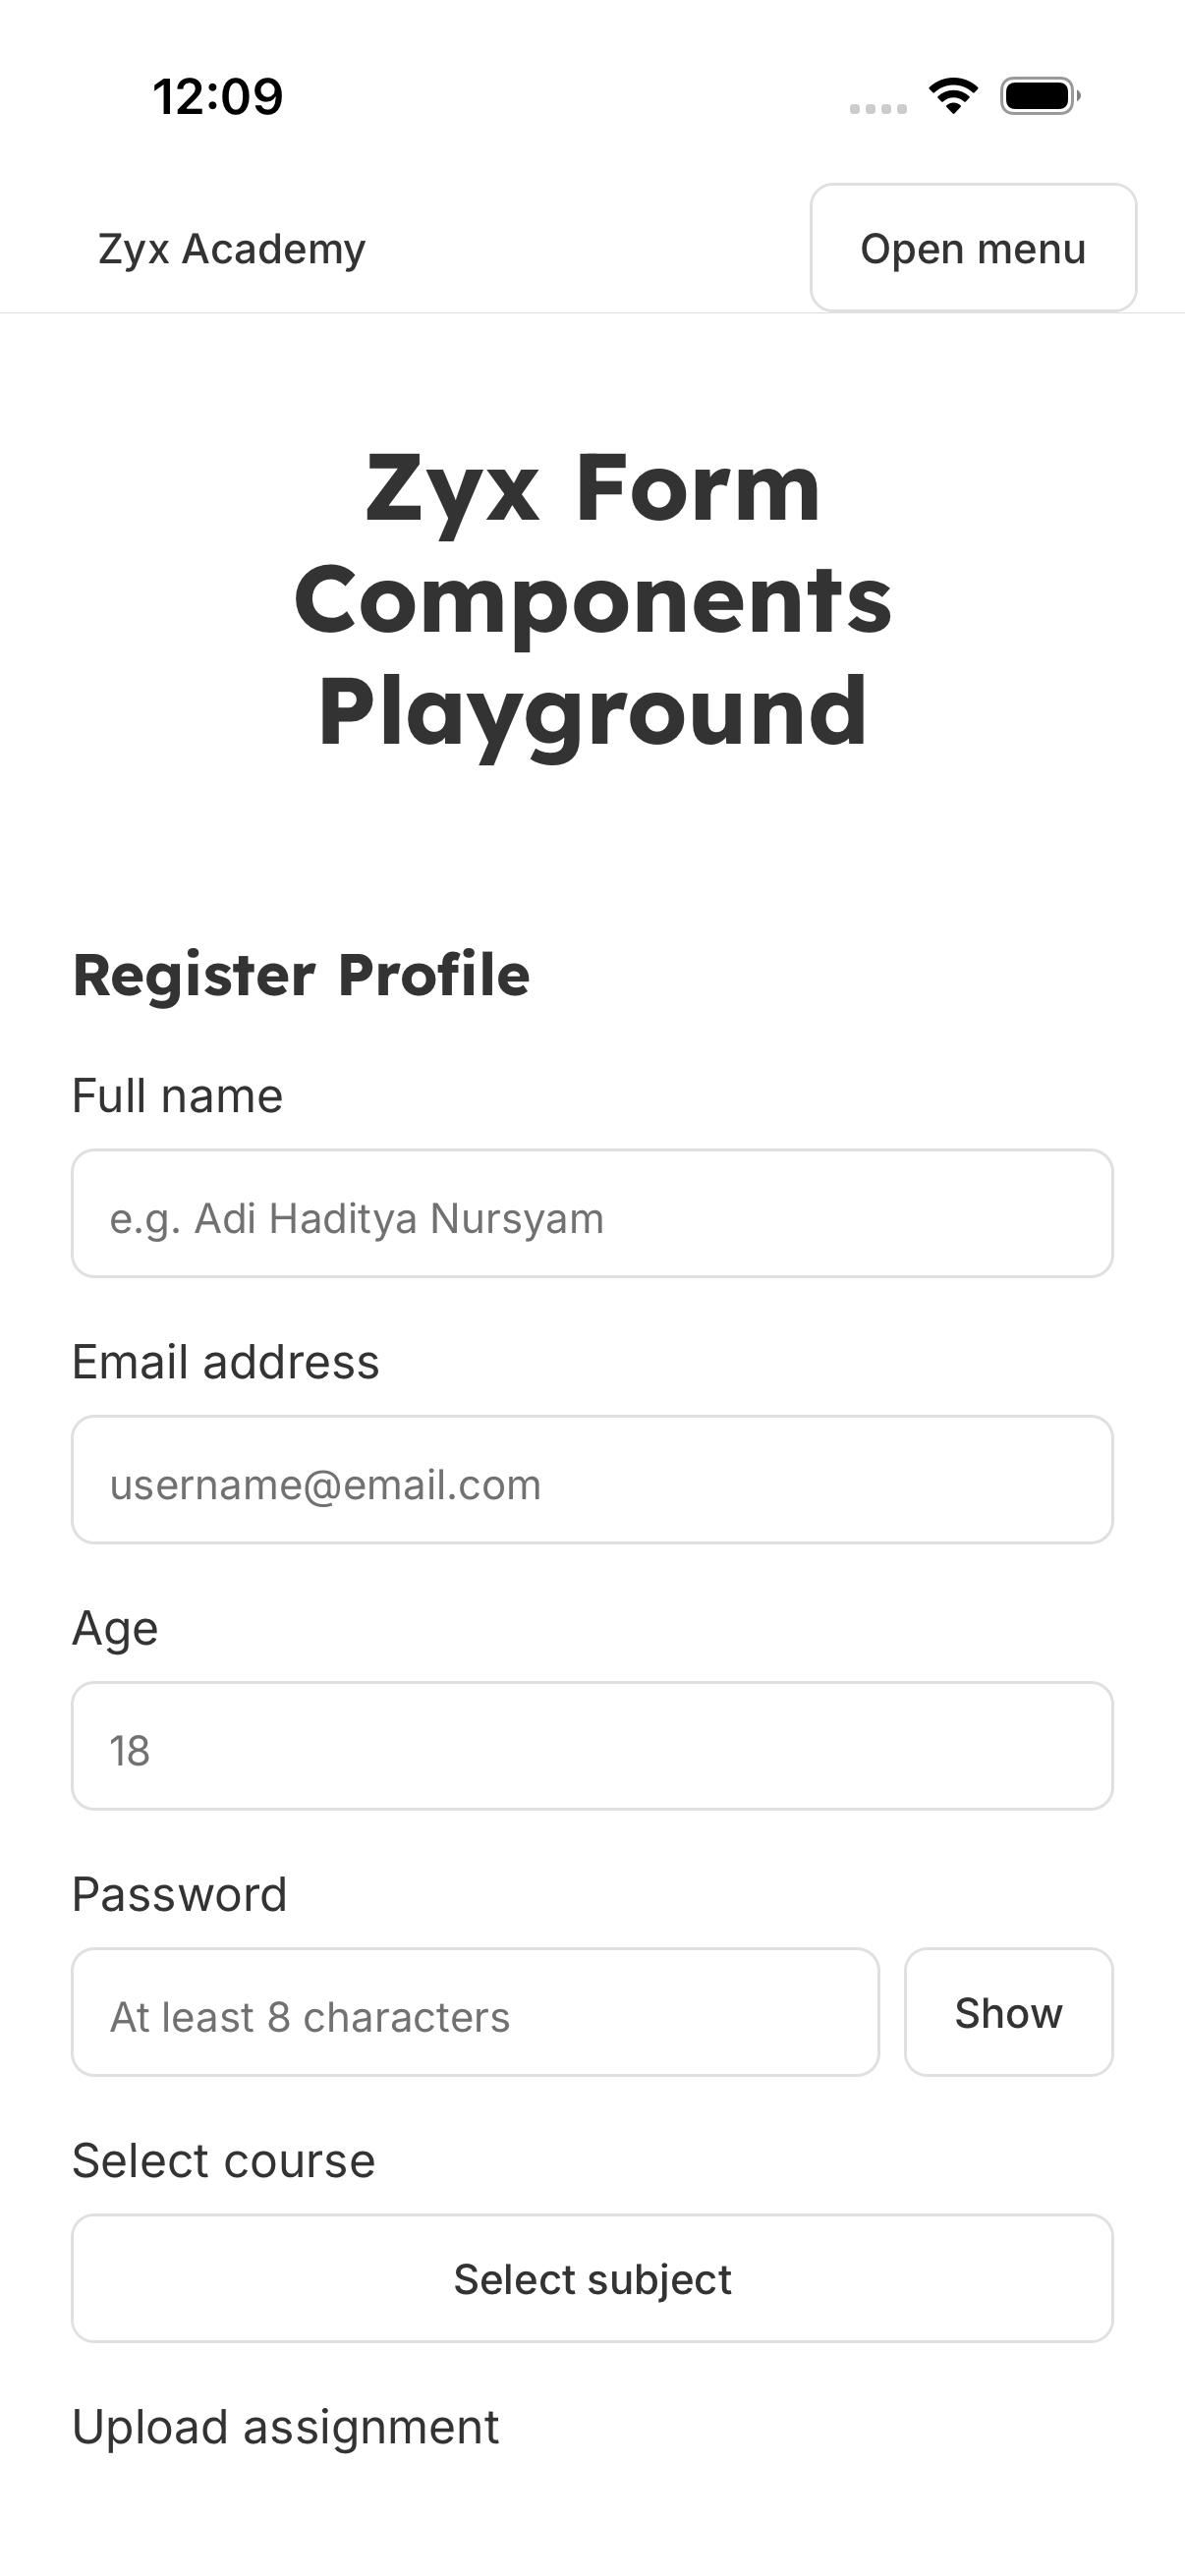 12:09
Zyx Academy
Open menu
Zyx Form
Components
Playground
Register Profile
Full name
e.g. Adi Haditya Nursyam
Email address
username@email.com
Age
18
Password
At least 8 characters
Show
Select course
Select subject
Upload assignment